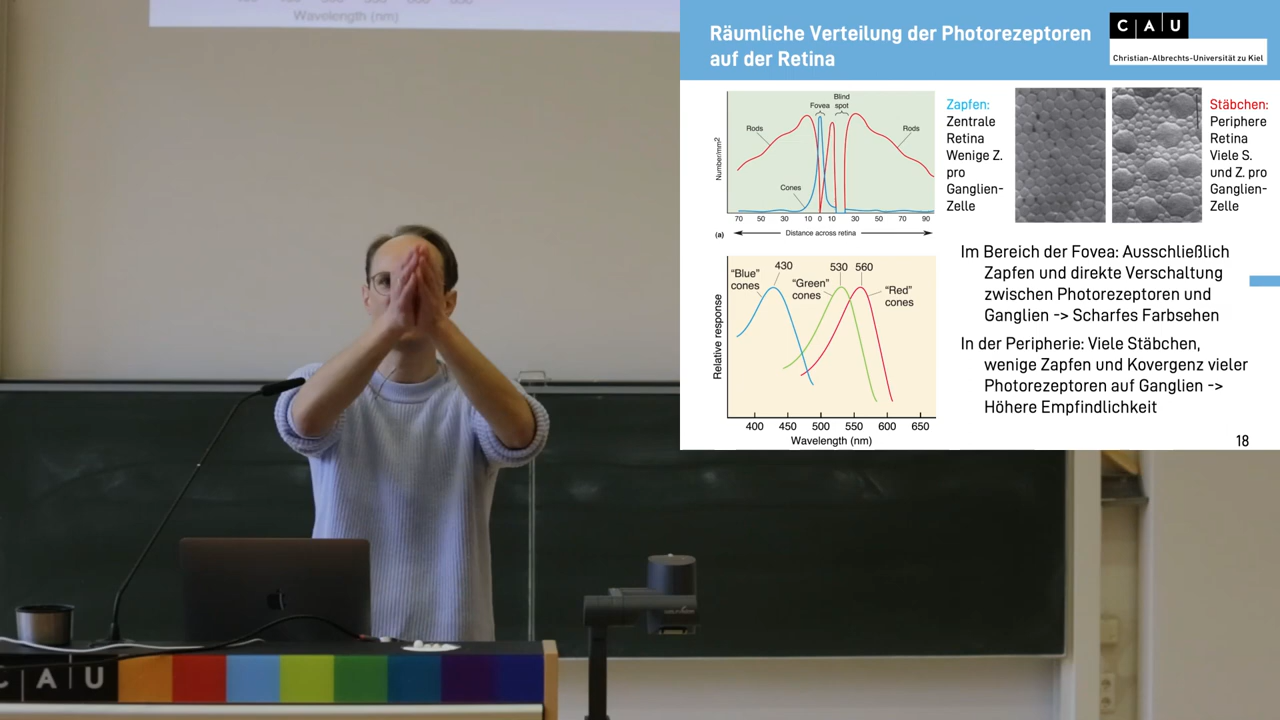 Wavelength (nm)
Räumliche Verteilung der Photorezeptoren
auf der Retina
C A U
Christian-Albrechts-Universität zu Kiel
Blind
spot
Fovea
Rods
Rods
Cones
Number/mm2
70 50 30 10 0 10 30 50 70 90
(a)
Distance across retina
Zapfen:
Zentrale
Retina
Wenige Z.
pro
Ganglien-
Zelle
Stäbchen:
Periphere
Retina
Viele S.
und Z. pro
Ganglien-
Zelle
"Blue"
cones
430
"Green"
cones
530
560
"Red"
cones
Relative response
400 450 500 550 600 650
Wavelength (nm)
Im Bereich der Fovea: Ausschließlich
Zapfen und direkte Verschaltung
zwischen Photorezeptoren und
Ganglien -> Scharfes Farbsehen
In der Peripherie: Viele Stäbchen,
wenige Zapfen und Kovergenz vieler
Photorezeptoren auf Ganglien ->
Höhere Empfindlichkeit
18
C A U